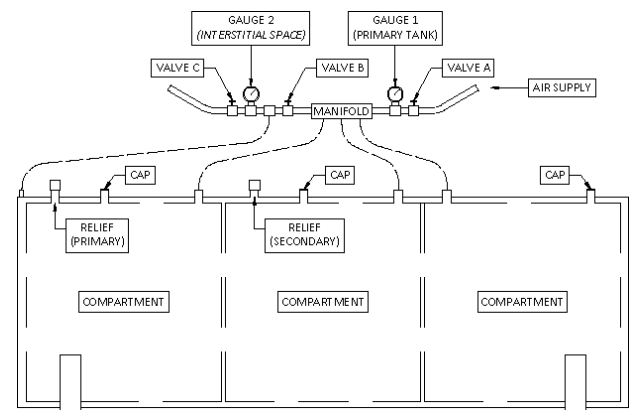 GAUGE 2
(INTERSTITIAL SPACE)
GAUGE 1
(PRIMARY TANK)
VALVE C
VALVE B
VALVE A
AIR SUPPLY
MANIFOLD
CAP
CAP
CAP
RELIEF
(PRIMARY)
RELIEF
(SECONDARY)
COMPARTMENT
COMPARTMENT
COMPARTMENT